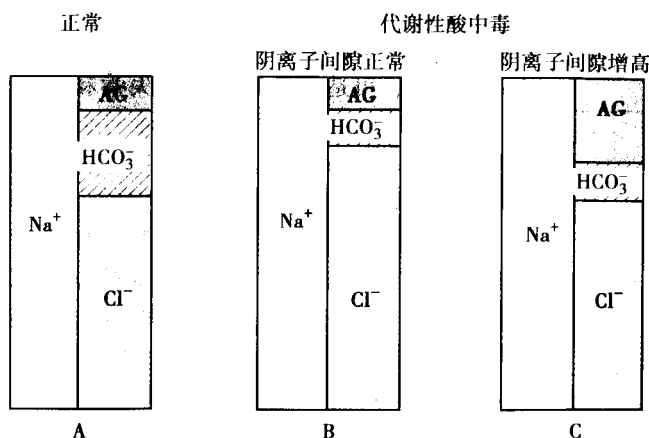 正常
代谢性酸中毒
阴离子间隙正常
阴离子间隙增高
AG
HCO₃⁻
Na⁺
Cl⁻
A
AG
HCO₃⁻
Na⁺
Cl⁻
B
AG
HCO₃⁻
Na⁺
Cl⁻
C